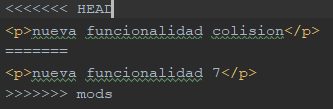 <<<<<<< HEAD
<p>nueva funcionalidad colision</p>
=======
<p>nueva funcionalidad 7</p>
>>>>>>> mods